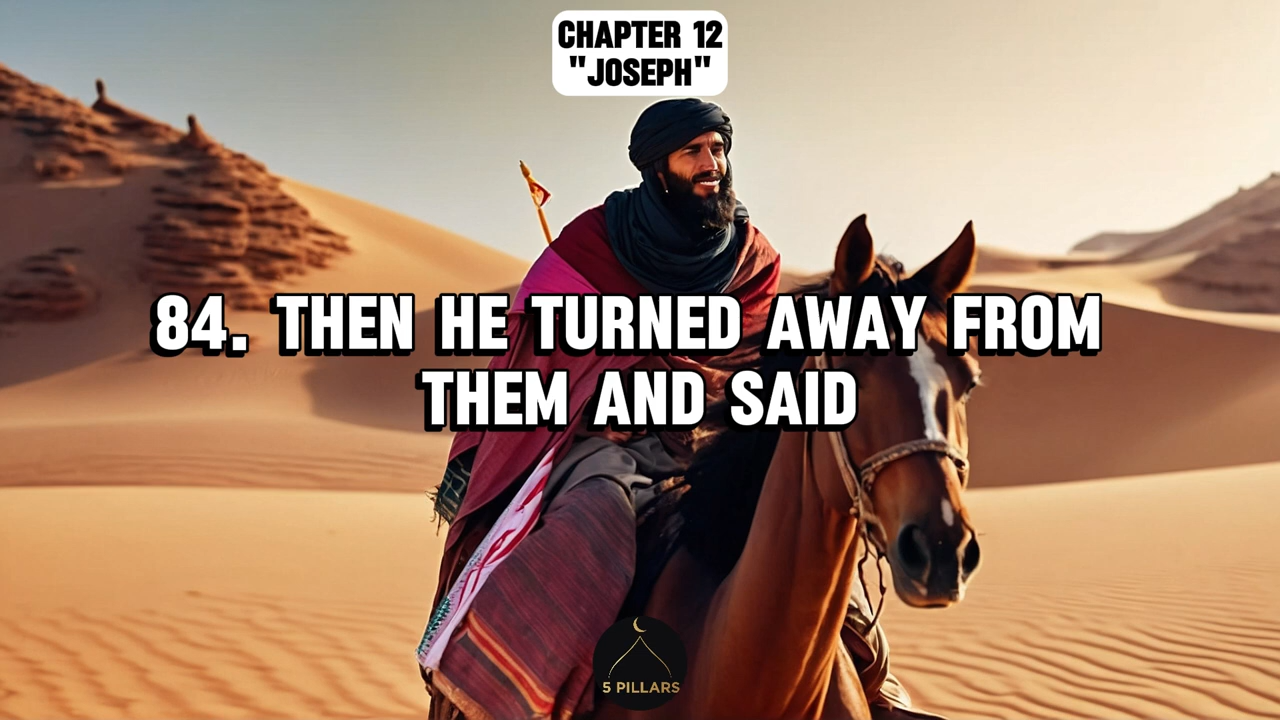 CHAPTER 12
"JOSEPH"
84. THEN HE TURNED AWAY FROM
THEM AND SAID
5 PILLARS